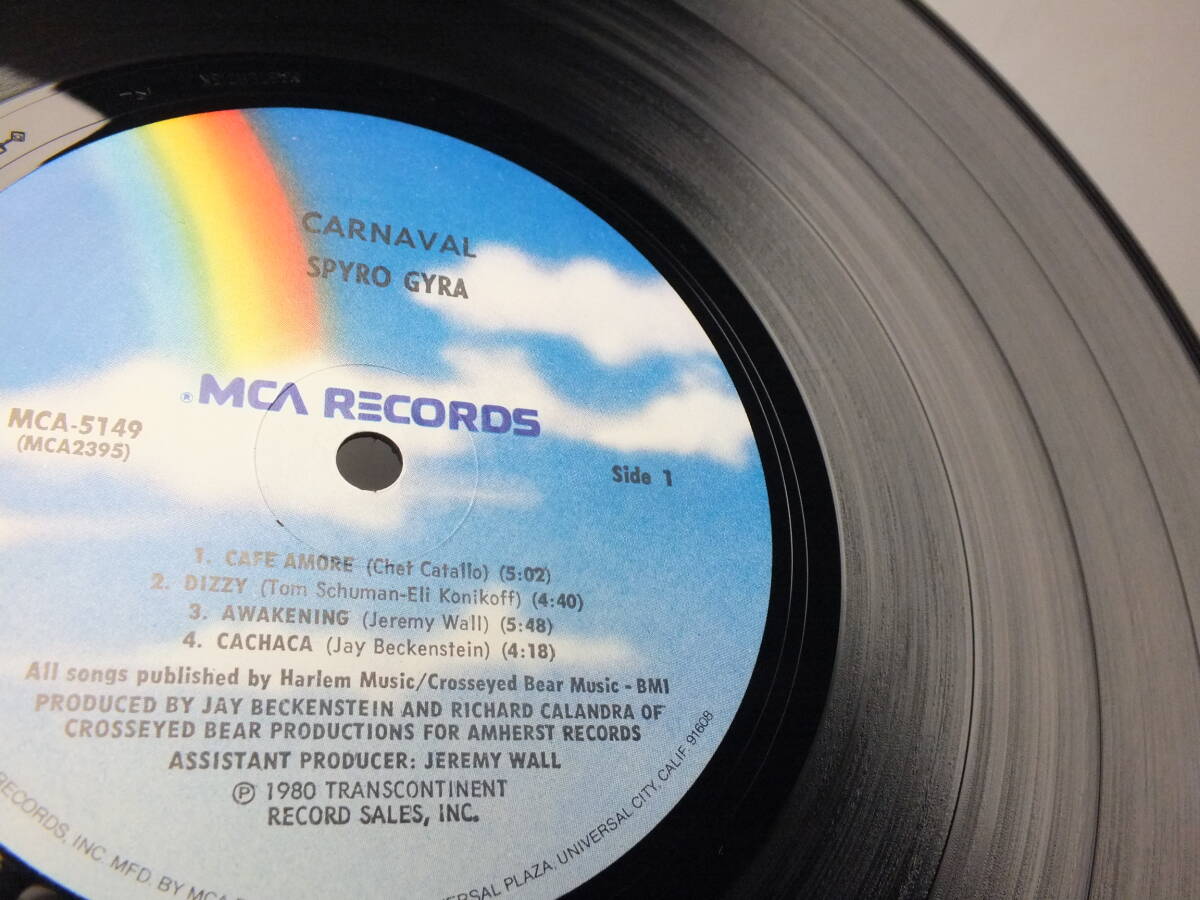 CARNAVAL
SPYRO GYRA
®MCA RECORDS
MCA-5149
(MCA2395)
Side 1
1. CAFE AMORE (Chet Catallo) (5:02)
2. DIZZY (Tom Schuman-Eli Konikoff) (4:40)
3. AWAKENING (Jeremy Wall) (5:48)
4. CACHACA (Jay Beckenstein) (4:18)
All songs published by Harlem Music/Crosseyed Bear Music - BMI
PRODUCED BY JAY BECKENSTEIN AND RICHARD CALANDRA OF
CROSSEYED BEAR PRODUCTIONS FOR AMHERST RECORDS
ASSISTANT PRODUCER: JEREMY WALL
℗ 1980 TRANSCONTINENT
RECORD SALES, INC.
RECORDS, INC. MFD. BY MCA PLAZA, UNIVERSAL CITY, CALIF. 91608